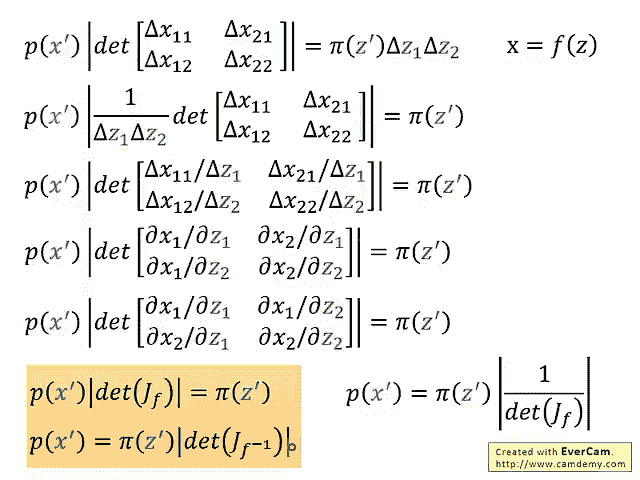 p(x′) |det [Δx₁₁ Δx₂₁ ; Δx₁₂ Δx₂₂]| = π(z′)Δz₁Δz₂  x = f(z)
p(x′) |1/(Δz₁Δz₂) det [Δx₁₁ Δx₂₁ ; Δx₁₂ Δx₂₂]| = π(z′)
p(x′) |det [Δx₁₁/Δz₁ Δx₂₁/Δz₁ ; Δx₁₂/Δz₂ Δx₂₂/Δz₂]| = π(z′)
p(x′) |det [∂x₁/∂z₁ ∂x₂/∂z₁ ; ∂x₁/∂z₂ ∂x₂/∂z₂]| = π(z′)
p(x′) |det [∂x₁/∂z₁ ∂x₁/∂z₂ ; ∂x₂/∂z₁ ∂x₂/∂z₂]| = π(z′)
p(x′)|det(J_f)| = π(z′)
p(x′) = π(z′)|det(J_{f⁻¹})|
p(x′) = π(z′) |1/det(J_f)|
Created with EverCam.
http://www.camdemy.com